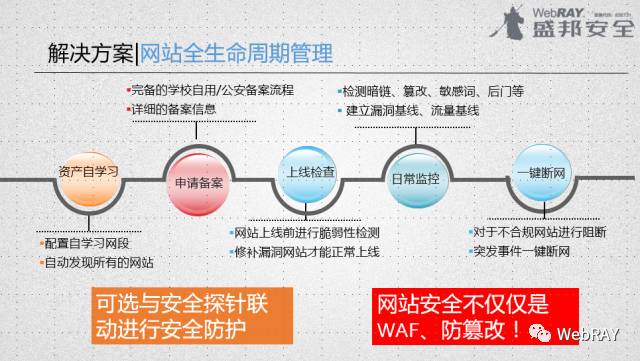 WebRAY
盛邦安全
解决方案|网站全生命周期管理
完备的学校自用/公安备案流程
详细的备案信息
检测暗链、篡改、敏感词、后门等
建立漏洞基线、流量基线
资产自学习
申请备案
上线检查
日常监控
一键断网
配置自学习网段
自动发现所有的网站
网站上线前进行脆弱性检测
修补漏洞网站才能正常上线
对于不合规网站进行阻断
突发事件一键断网
可选与安全探针联
动进行安全防护
网站安全不仅仅是
WAF、防篡改！
WebRAY